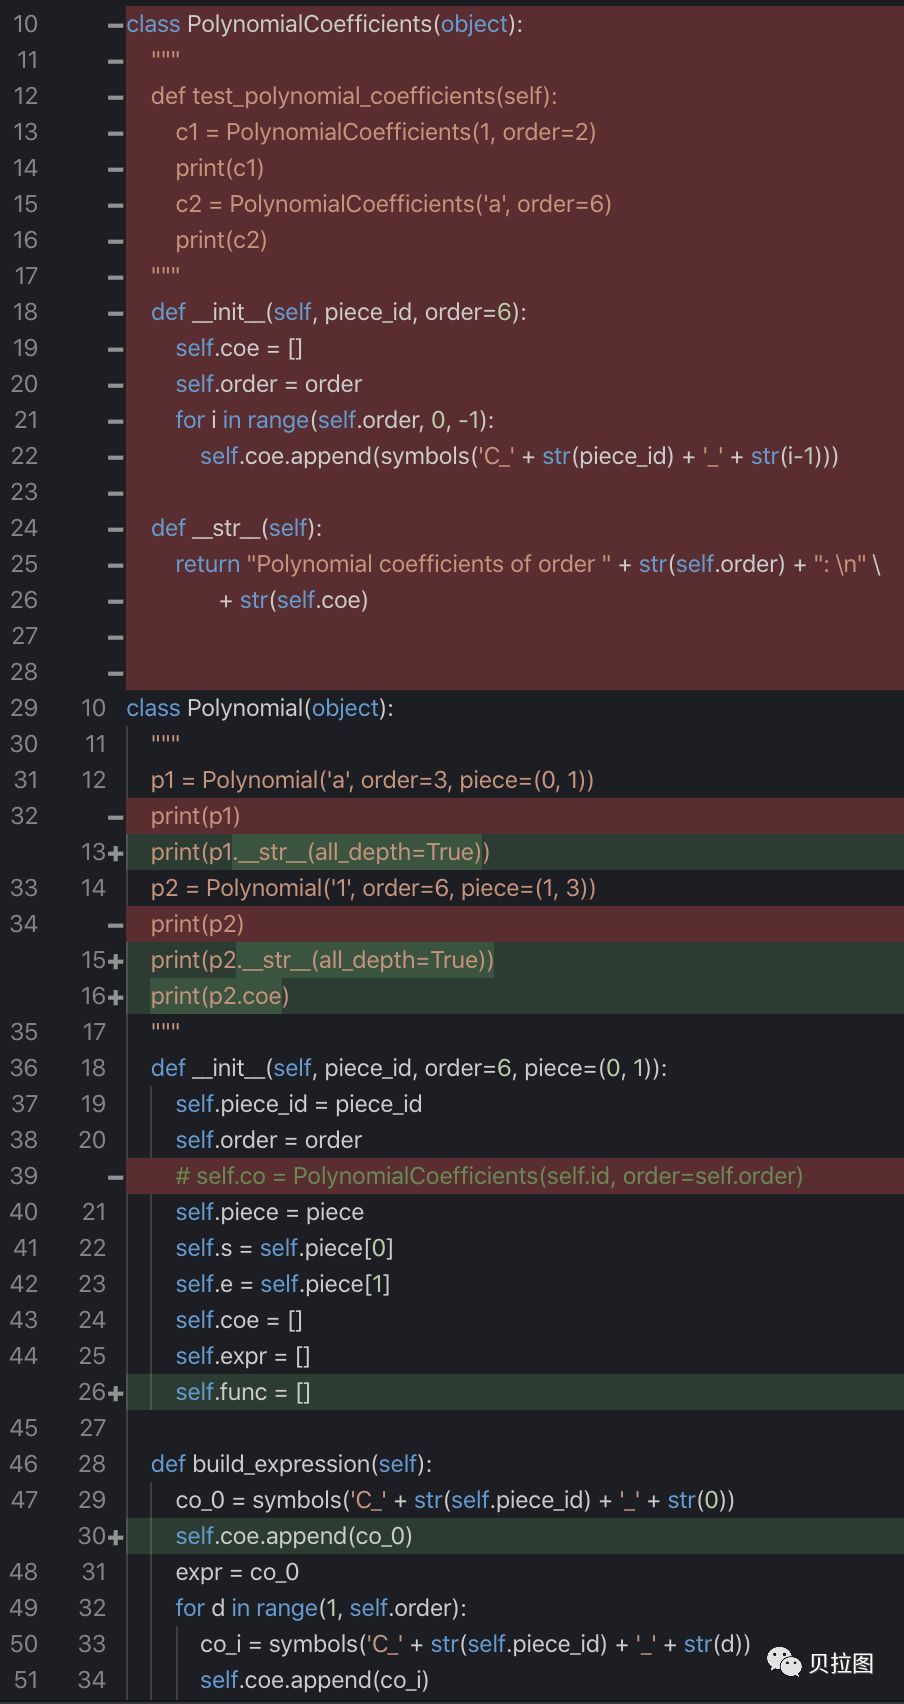 10 −class PolynomialCoefficients(object):
11 − """
12 − def test_polynomial_coefficients(self):
13 − c1 = PolynomialCoefficients(1, order=2)
14 − print(c1)
15 − c2 = PolynomialCoefficients('a', order=6)
16 − print(c2)
17 − """
18 − def __init__(self, piece_id, order=6):
19 − self.coe = []
20 − self.order = order
21 − for i in range(self.order, 0, -1):
22 − self.coe.append(symbols('C_' + str(piece_id) + '_' + str(i-1)))
23 −
24 − def __str__(self):
25 − return "Polynomial coefficients of order " + str(self.order) + ": \n" \
26 − + str(self.coe)
27 −
28 −
29 10 class Polynomial(object):
30 11 """
31 12 p1 = Polynomial('a', order=3, piece=(0, 1))
32 − print(p1)
13+ print(p1.__str__(all_depth=True))
33 14 p2 = Polynomial('1', order=6, piece=(1, 3))
34 − print(p2)
15+ print(p2.__str__(all_depth=True))
16+ print(p2.coe)
35 17 """
36 18 def __init__(self, piece_id, order=6, piece=(0, 1)):
37 19 self.piece_id = piece_id
38 20 self.order = order
39 − # self.co = PolynomialCoefficients(self.id, order=self.order)
40 21 self.piece = piece
41 22 self.s = self.piece[0]
42 23 self.e = self.piece[1]
43 24 self.coe = []
44 25 self.expr = []
26+ self.func = []
45 27
46 28 def build_expression(self):
47 29 co_0 = symbols('C_' + str(self.piece_id) + '_' + str(0))
30+ self.coe.append(co_0)
48 31 expr = co_0
49 32 for d in range(1, self.order):
50 33 co_i = symbols('C_' + str(self.piece_id) + '_' + str(d))
51 34 self.coe.append(co_i)
贝拉图